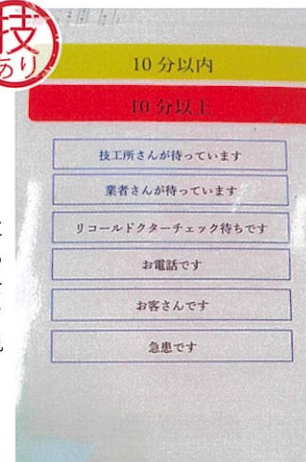 技
あり
10分以内
10分以上
技工所さんが待っています
業者さんが待っています
リコールドクターチェック待ちです
お電話です
お客さんです
急患です